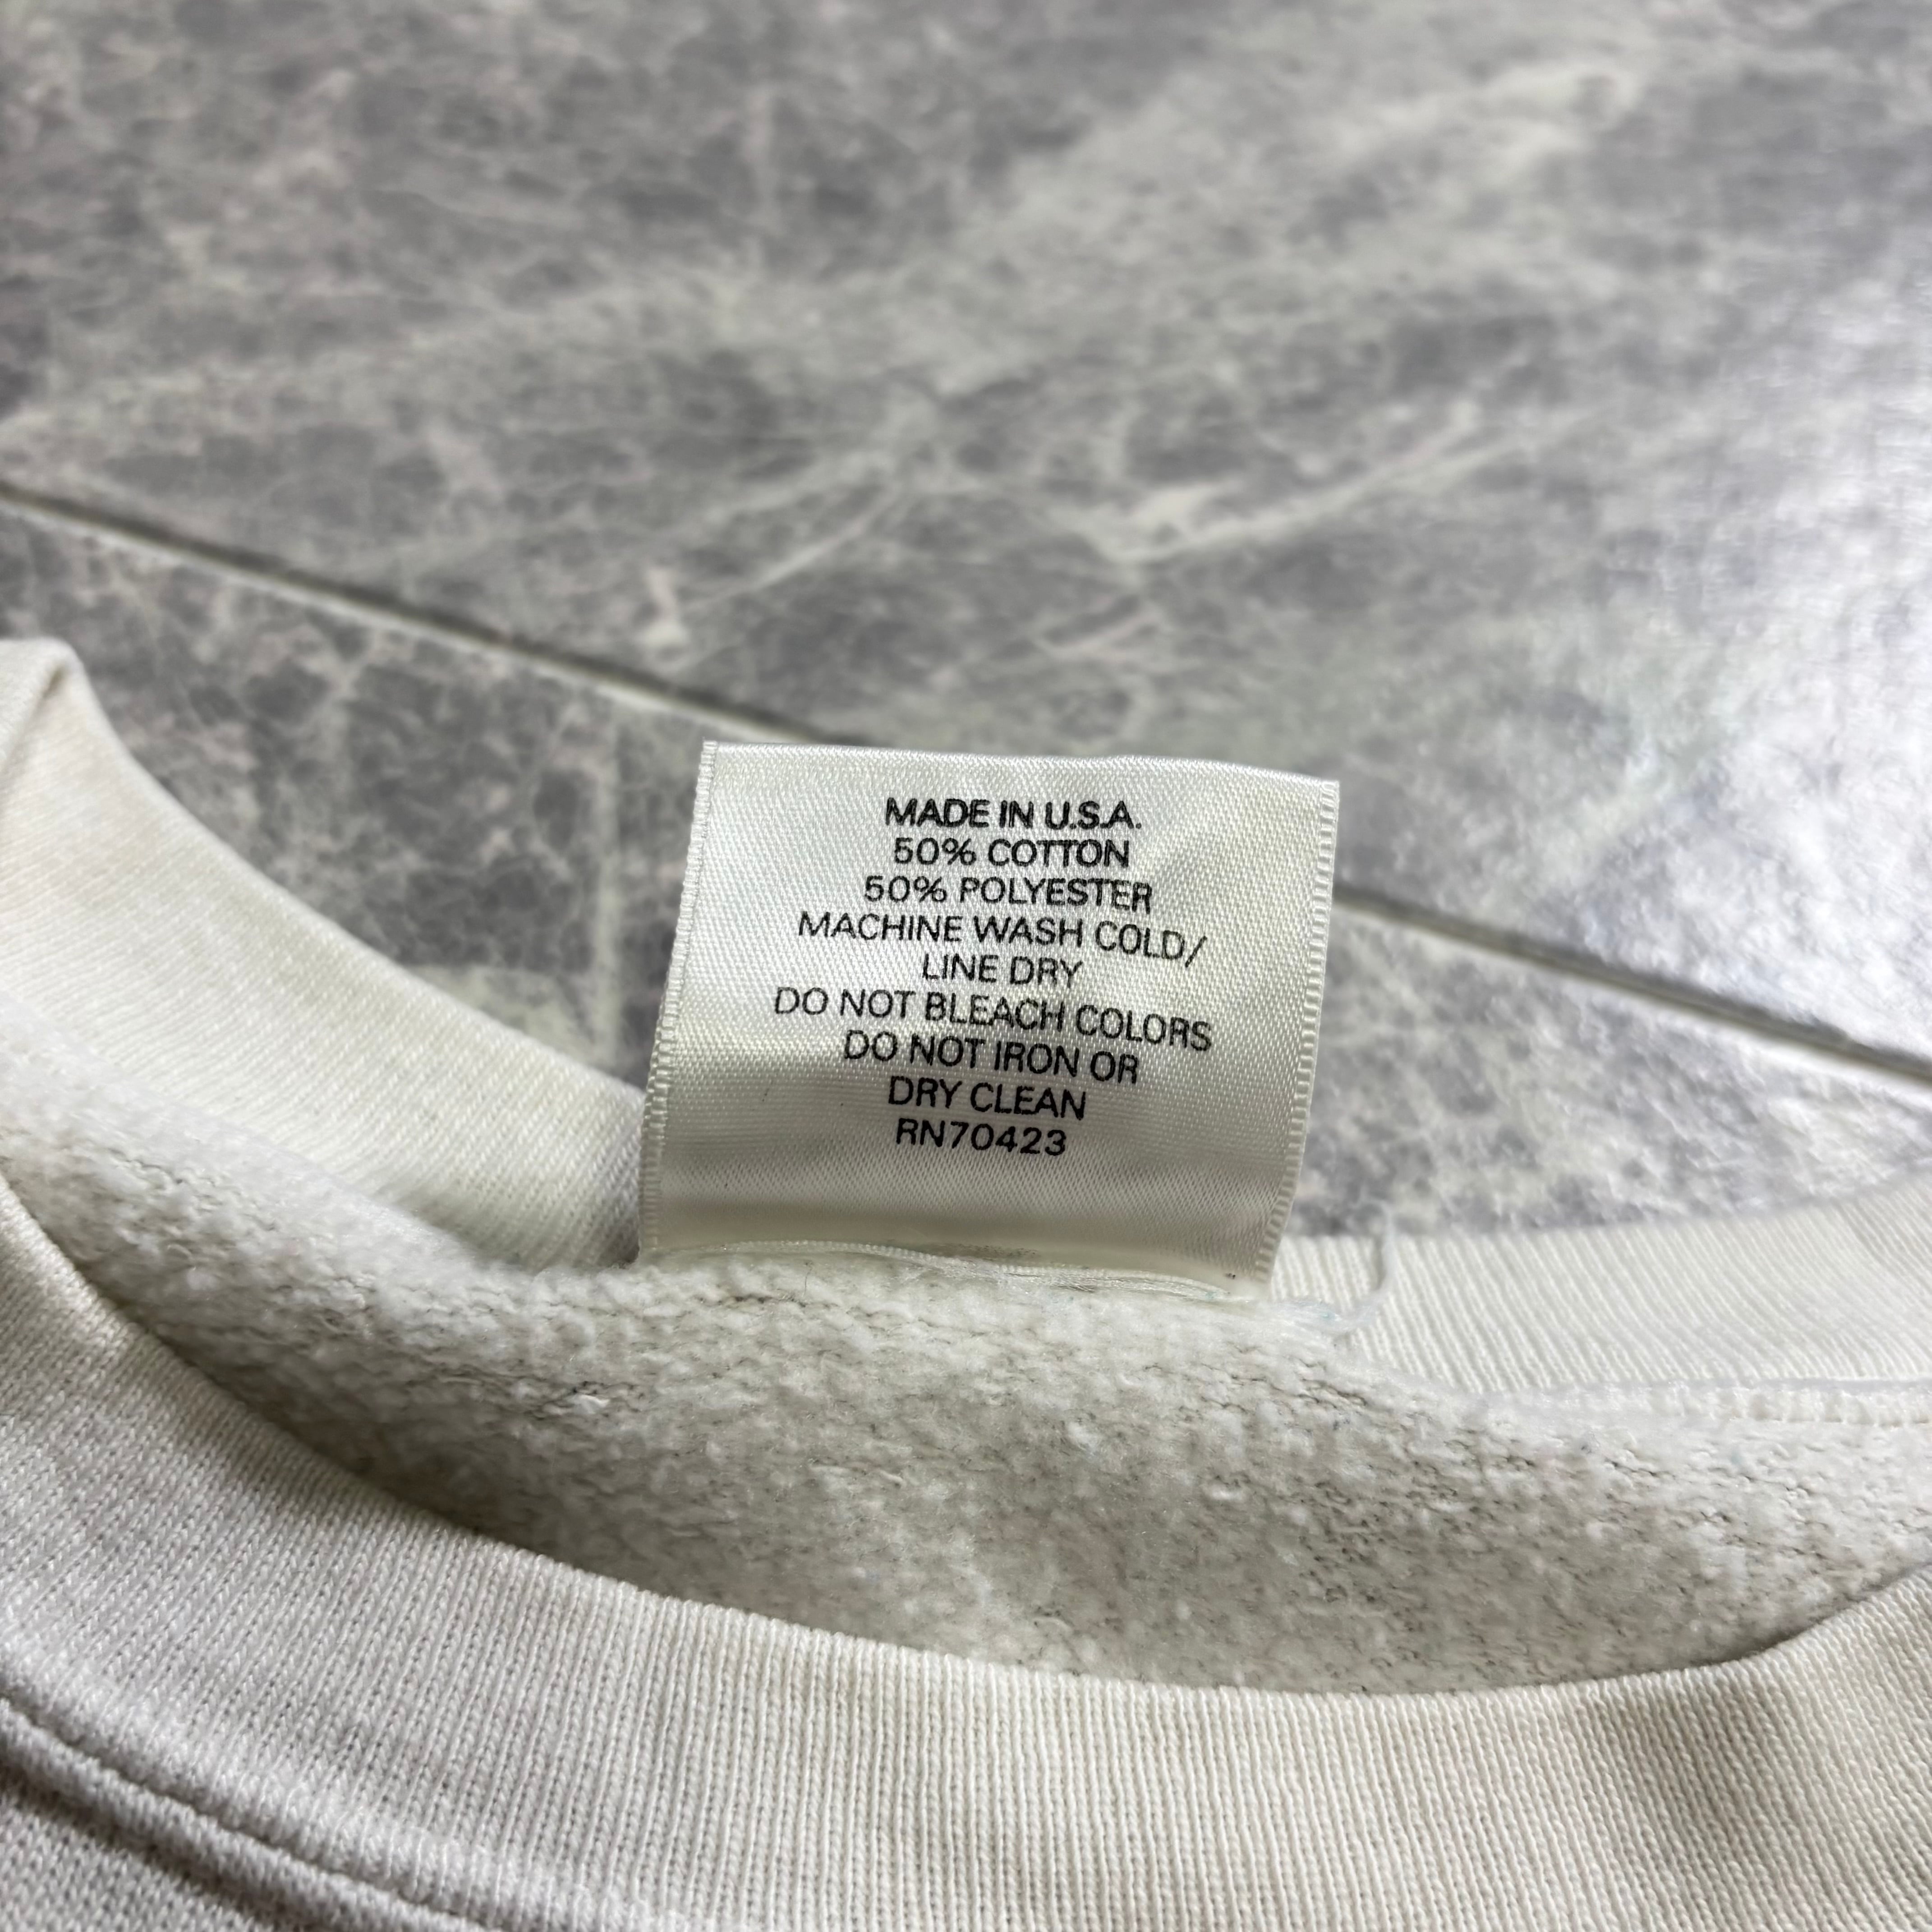 MADE IN U.S.A.
50% COTTON
50% POLYESTER
MACHINE WASH COLD/
LINE DRY
DO NOT BLEACH COLORS
DO NOT IRON OR
DRY CLEAN
RN70423